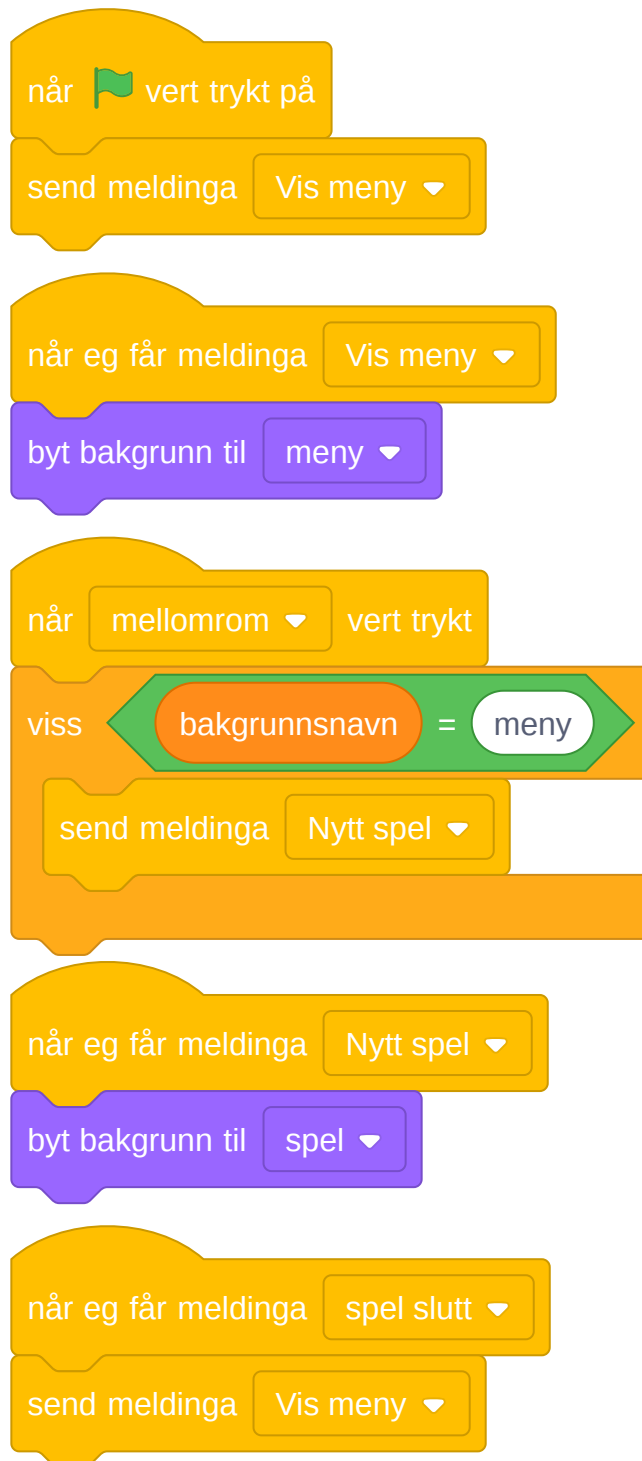 når vert trykt på
send meldinga Vis meny
når eg får meldinga Vis meny
byt bakgrunn til meny
når mellomrom vert trykt
viss bakgrunnsnavn = meny
send meldinga Nytt spel
når eg får meldinga Nytt spel
byt bakgrunn til spel
når eg får meldinga spel slutt
send meldinga Vis meny